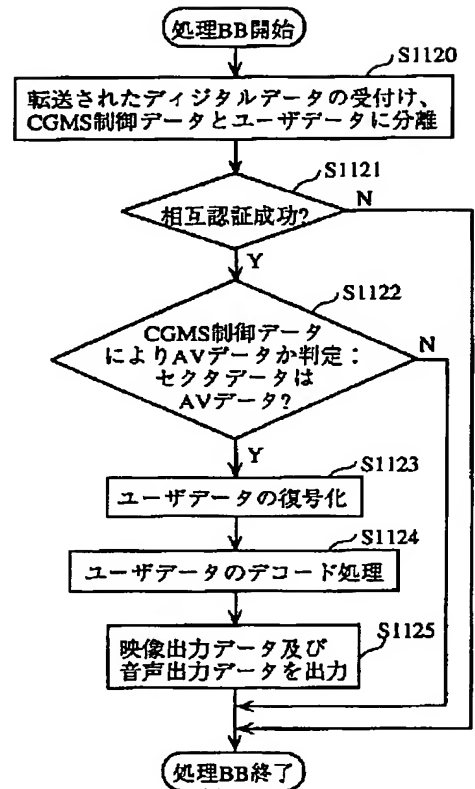 処理BB開始
S1120
転送されたディジタルデータの受付け、
CGMS制御データとユーザデータに分離
S1121
相互認証成功?
N
Y
S1122
CGMS制御データ
によりAVデータか判定:
セクタデータは
AVデータ?
N
Y
S1123
ユーザデータの復号化
S1124
ユーザデータのデコード処理
S1125
映像出力データ及び
音声出力データを出力
処理BB終了